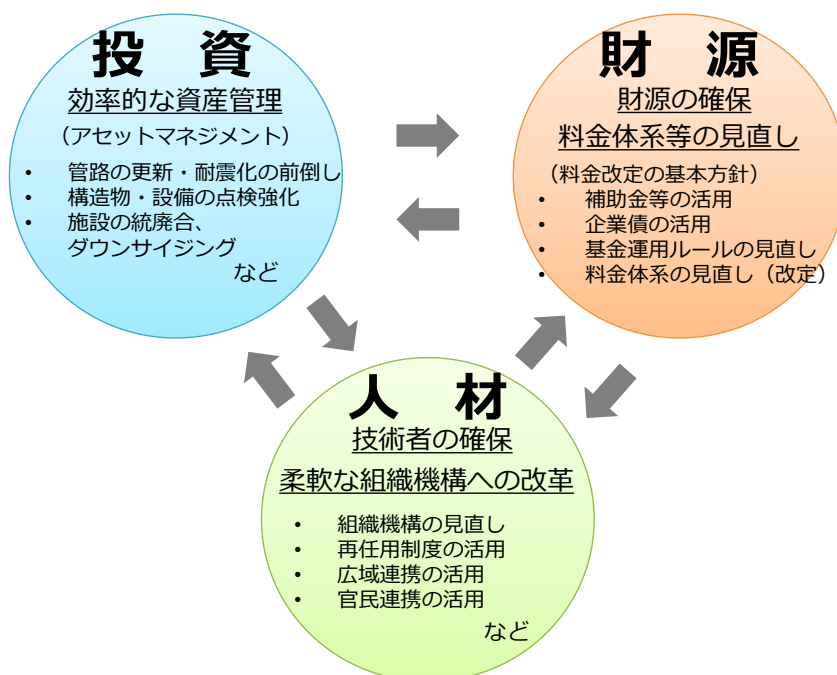 投　資
効率的な資産管理
（アセットマネジメント）
• 管路の更新・耐震化の前倒し
• 構造物・設備の点検強化
• 施設の統廃合、
ダウンサイジング
など
財　源
財源の確保
料金体系等の見直し
（料金改定の基本方針）
• 補助金等の活用
• 企業債の活用
• 基金運用ルールの見直し
• 料金体系の見直し（改定）
人　材
技術者の確保
柔軟な組織機構への改革
• 組織機構の見直し
• 再任用制度の活用
• 広域連携の活用
• 官民連携の活用
など